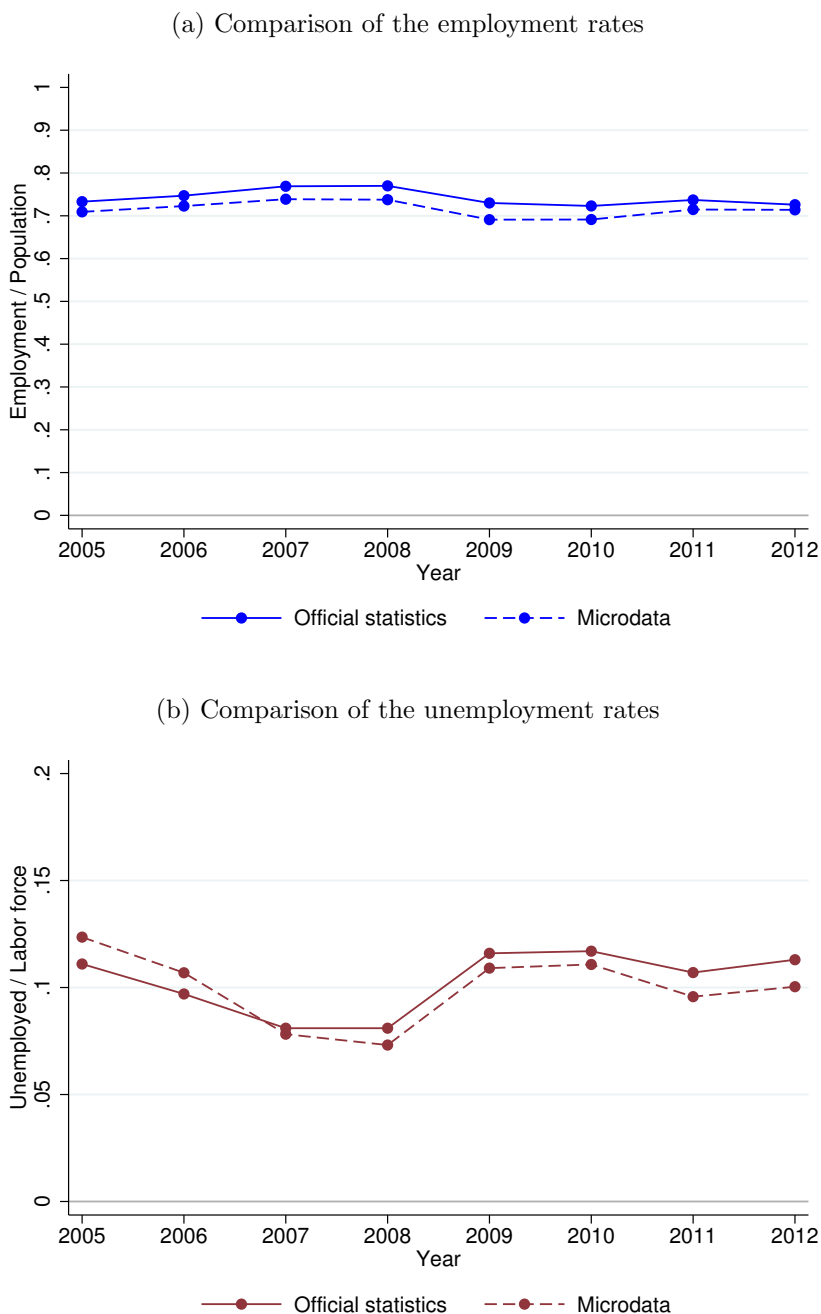 (a) Comparison of the employment rates
Employment / Population
1
.9
.8
.7
.6
.5
.4
.3
.2
.1
0
2005 2006 2007 2008 2009 2010 2011 2012
Year
Official statistics Microdata
(b) Comparison of the unemployment rates
Unemployed / Labor force
.2
.15
.1
.05
0
2005 2006 2007 2008 2009 2010 2011 2012
Year
Official statistics Microdata